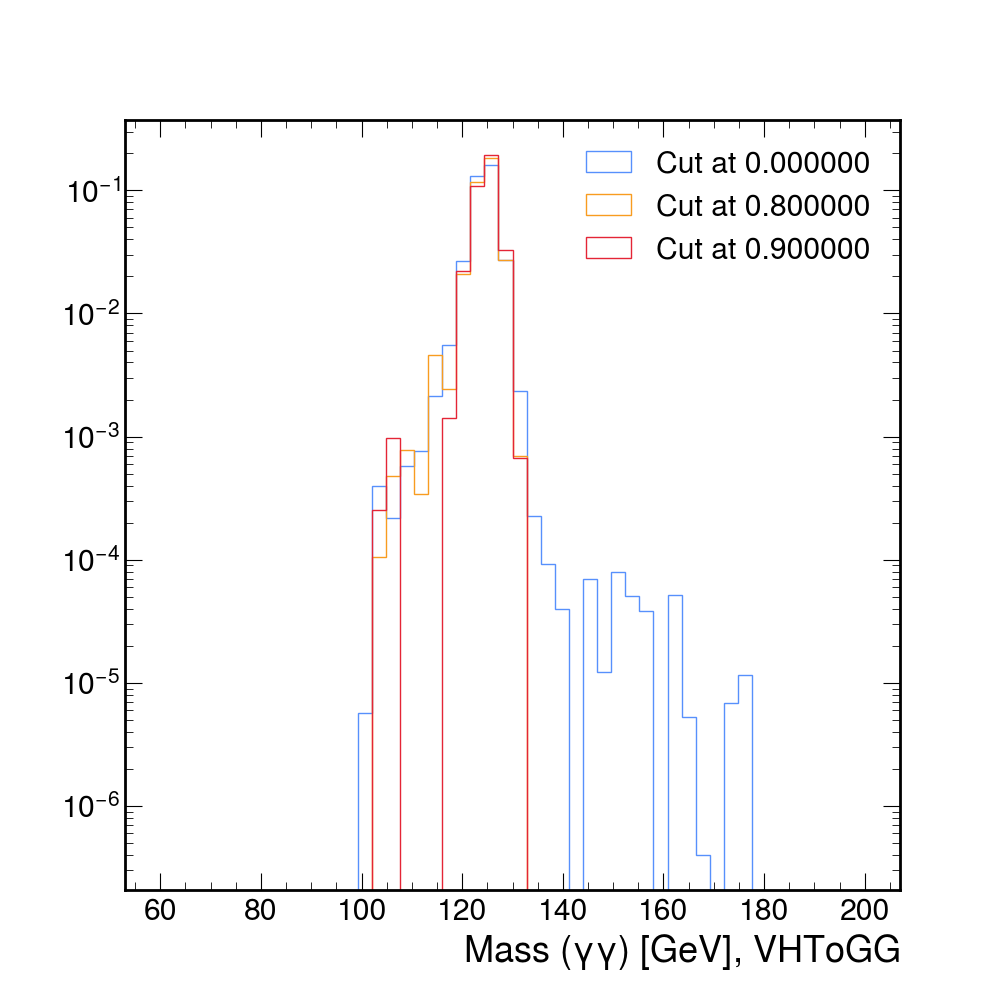 Cut at 0.000000
Cut at 0.800000
Cut at 0.900000
10⁻¹
10⁻²
10⁻³
10⁻⁴
10⁻⁵
10⁻⁶
60 80 100 120 140 160 180 200
Mass (γγ) [GeV], VHToGG